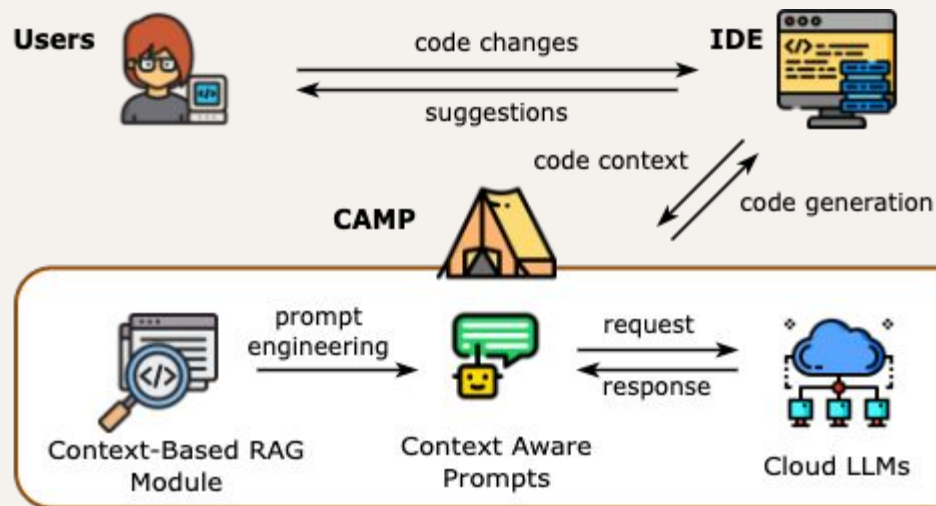 Users
code changes
IDE
suggestions
code context
code generation
CAMP
prompt
engineering
request
response
</>
Context-Based RAG
Module
Context Aware
Prompts
Cloud LLMs